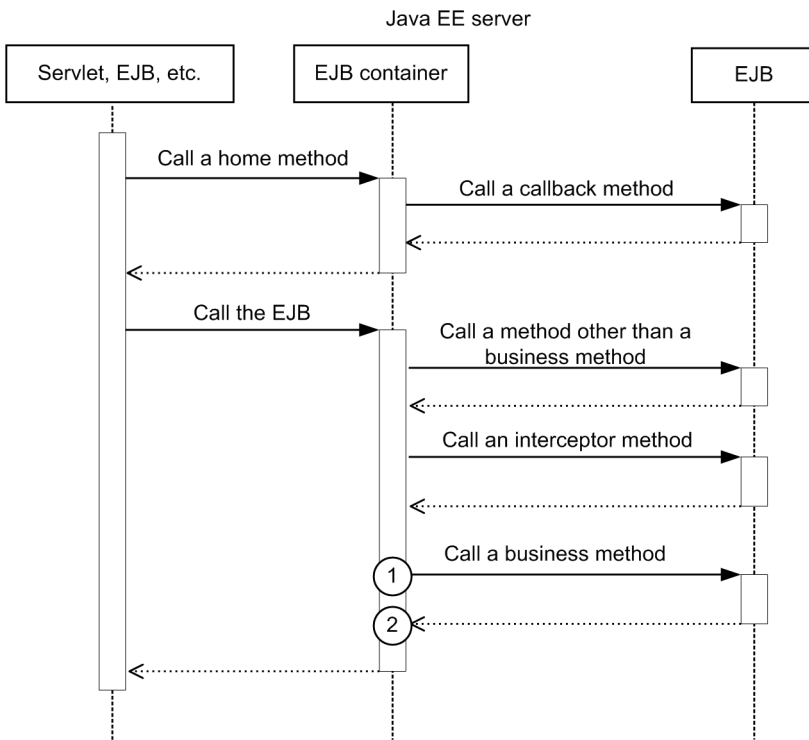 Java EE server
Servlet, EJB, etc.
EJB container
EJB
Call a home method
Call a callback method
Call the EJB
Call a method other than a
business method
Call an interceptor method
Call a business method
1
2